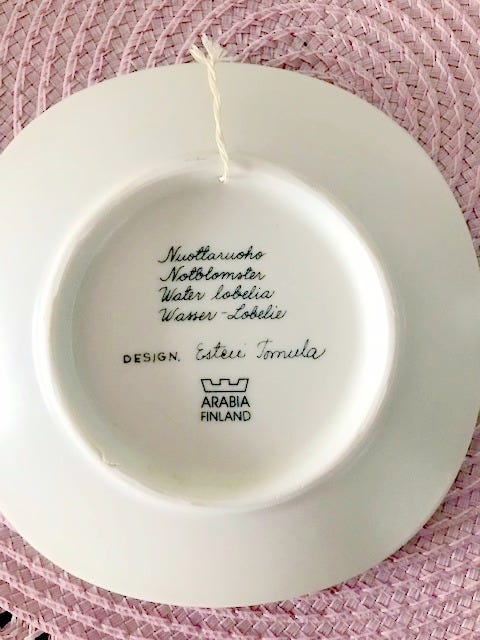 Nuottaruoho
Notblomster
Water lobelia
Wasser-Lobelie
DESIGN. Esteri Tomula
ARABIA
FINLAND